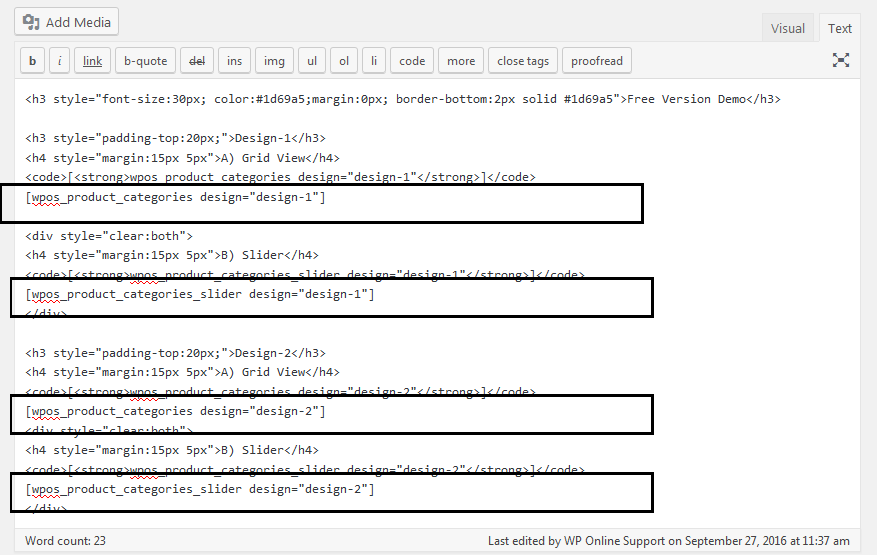 Add Media
Visual Text
b i link b-quote del ins img ul ol li code more close tags proofread
<h3 style="font-size:30px; color:#1d69a5;margin:0px; border-bottom:2px solid #1d69a5">Free Version Demo</h3>
<h3 style="padding-top:20px;">Design-1</h3>
<h4 style="margin:15px 5px">A) Grid View</h4>
<code>[<strong>wpos_product_categories design="design-1"</strong>]</code>
[wpos_product_categories design="design-1"]
<div style="clear:both">
<h4 style="margin:15px 5px">B) Slider</h4>
<code>[<strong>wpos_product_categories_slider design="design-1"</strong>]</code>
[wpos_product_categories_slider design="design-1"]
</div>
<h3 style="padding-top:20px;">Design-2</h3>
<h4 style="margin:15px 5px">A) Grid View</h4>
<code>[<strong>wpos_product_categories design="design-2"</strong>]</code>
[wpos_product_categories design="design-2"]
<div style="clear:both">
<h4 style="margin:15px 5px">B) Slider</h4>
<code>[<strong>wpos_product_categories_slider design="design-2"</strong>]</code>
[wpos_product_categories_slider design="design-2"]
</div>
Word count: 23 Last edited by WP Online Support on September 27, 2016 at 11:37 am